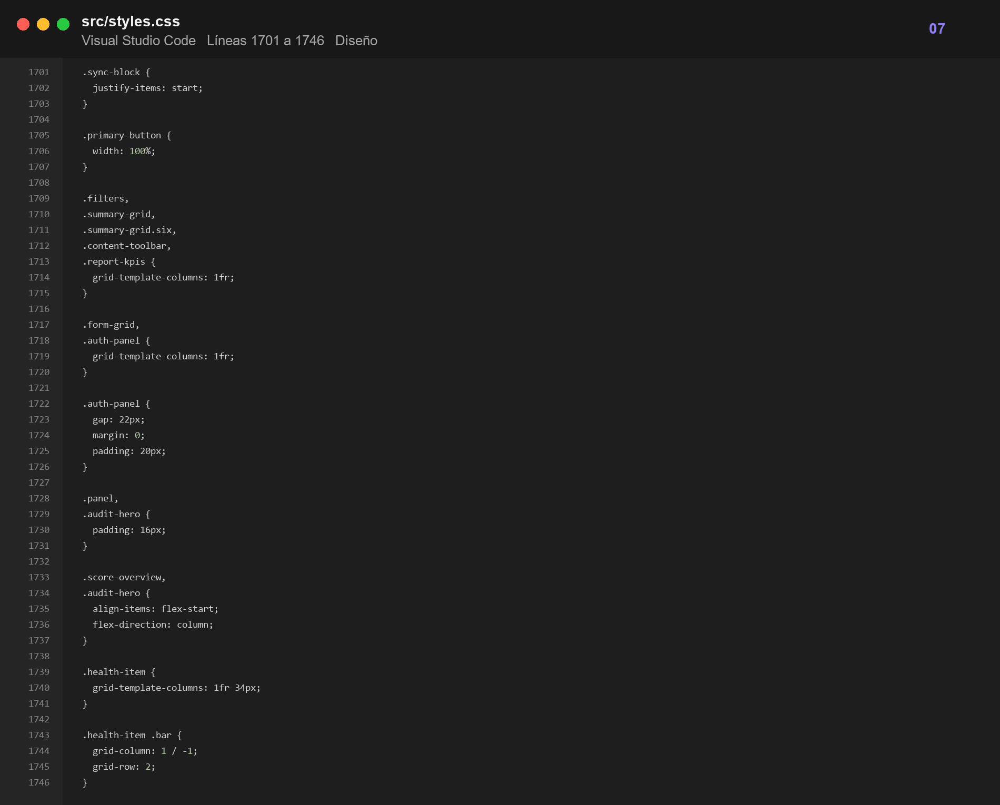 src/styles.css
07
Visual Studio Code   Líneas 1701 a 1746   Diseño
1701 .sync-block {
1702   justify-items: start;
1703 }
1704
1705 .primary-button {
1706   width: 100%;
1707 }
1708
1709 .filters,
1710 .summary-grid,
1711 .summary-grid.six,
1712 .content-toolbar,
1713 .report-kpis {
1714   grid-template-columns: 1fr;
1715 }
1716
1717 .form-grid,
1718 .auth-panel {
1719   grid-template-columns: 1fr;
1720 }
1721
1722 .auth-panel {
1723   gap: 22px;
1724   margin: 0;
1725   padding: 20px;
1726 }
1727
1728 .panel,
1729 .audit-hero {
1730   padding: 16px;
1731 }
1732
1733 .score-overview,
1734 .audit-hero {
1735   align-items: flex-start;
1736   flex-direction: column;
1737 }
1738
1739 .health-item {
1740   grid-template-columns: 1fr 34px;
1741 }
1742
1743 .health-item .bar {
1744   grid-column: 1 / -1;
1745   grid-row: 2;
1746 }